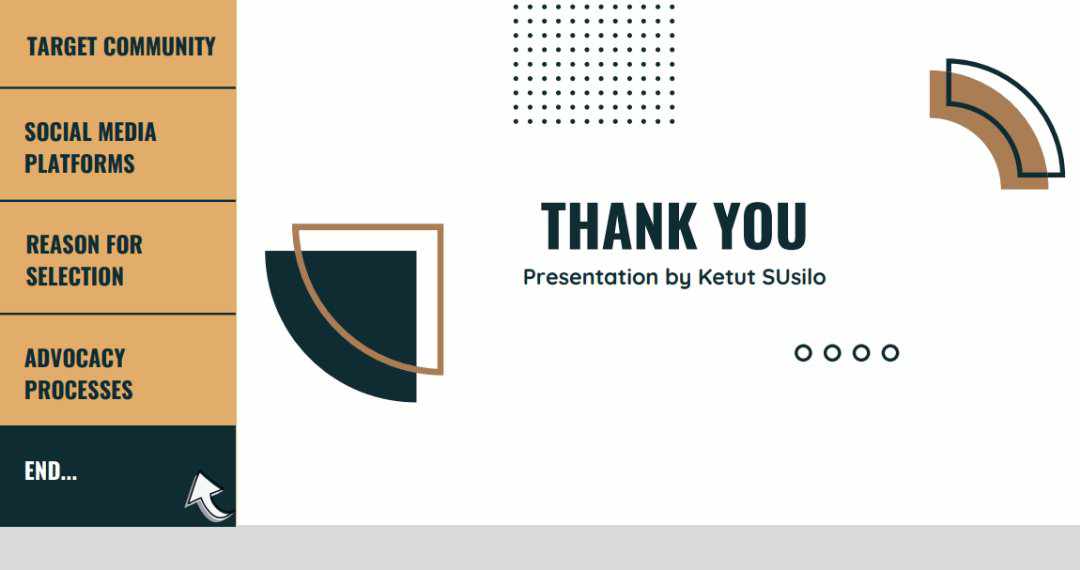 TARGET COMMUNITY
SOCIAL MEDIA
PLATFORMS
REASON FOR
SELECTION
ADVOCACY
PROCESSES
END...
THANK YOU
Presentation by Ketut SUsilo